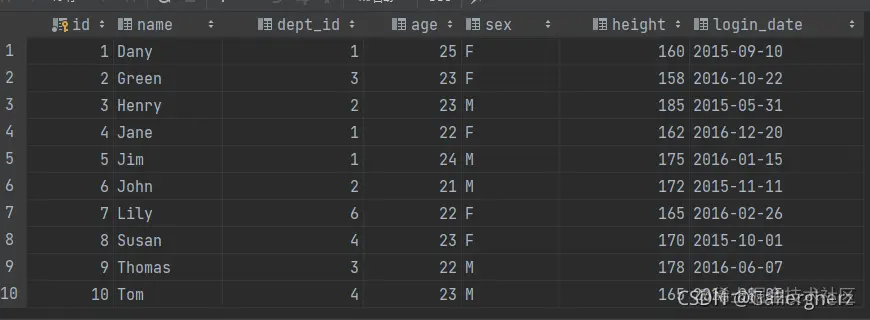 id name dept_id age sex height login_date
1 1 Dany 1 25 F 160 2015-09-10
2 2 Green 3 23 F 158 2016-10-22
3 3 Henry 2 23 M 185 2015-05-31
4 4 Jane 1 22 F 162 2016-12-20
5 5 Jim 1 24 M 175 2016-01-15
6 6 John 2 21 M 172 2015-11-11
7 7 Lily 6 22 F 165 2016-02-26
8 8 Susan 4 23 F 170 2015-10-01
9 9 Thomas 3 22 M 178 2016-06-07
10 10 Tom 4 23 M 165
CSDN